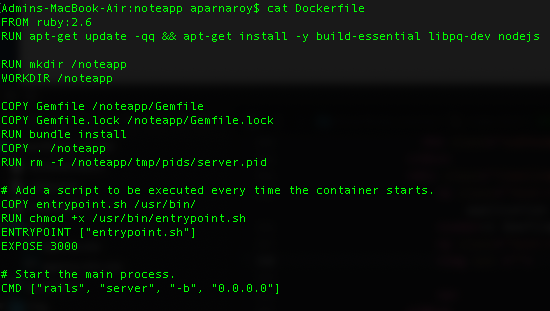 [Admins-MacBook-Air:noteapp aparnaroy$ cat Dockerfile
FROM ruby:2.6
RUN apt-get update -qq && apt-get install -y build-essential libpq-dev nodejs
RUN mkdir /noteapp
WORKDIR /noteapp
COPY Gemfile /noteapp/Gemfile
COPY Gemfile.lock /noteapp/Gemfile.lock
RUN bundle install
COPY . /noteapp
RUN rm -f /noteapp/tmp/pids/server.pid
# Add a script to be executed every time the container starts.
COPY entrypoint.sh /usr/bin/
RUN chmod +x /usr/bin/entrypoint.sh
ENTRYPOINT ["entrypoint.sh"]
EXPOSE 3000
# Start the main process.
CMD ["rails", "server", "-b", "0.0.0.0"]